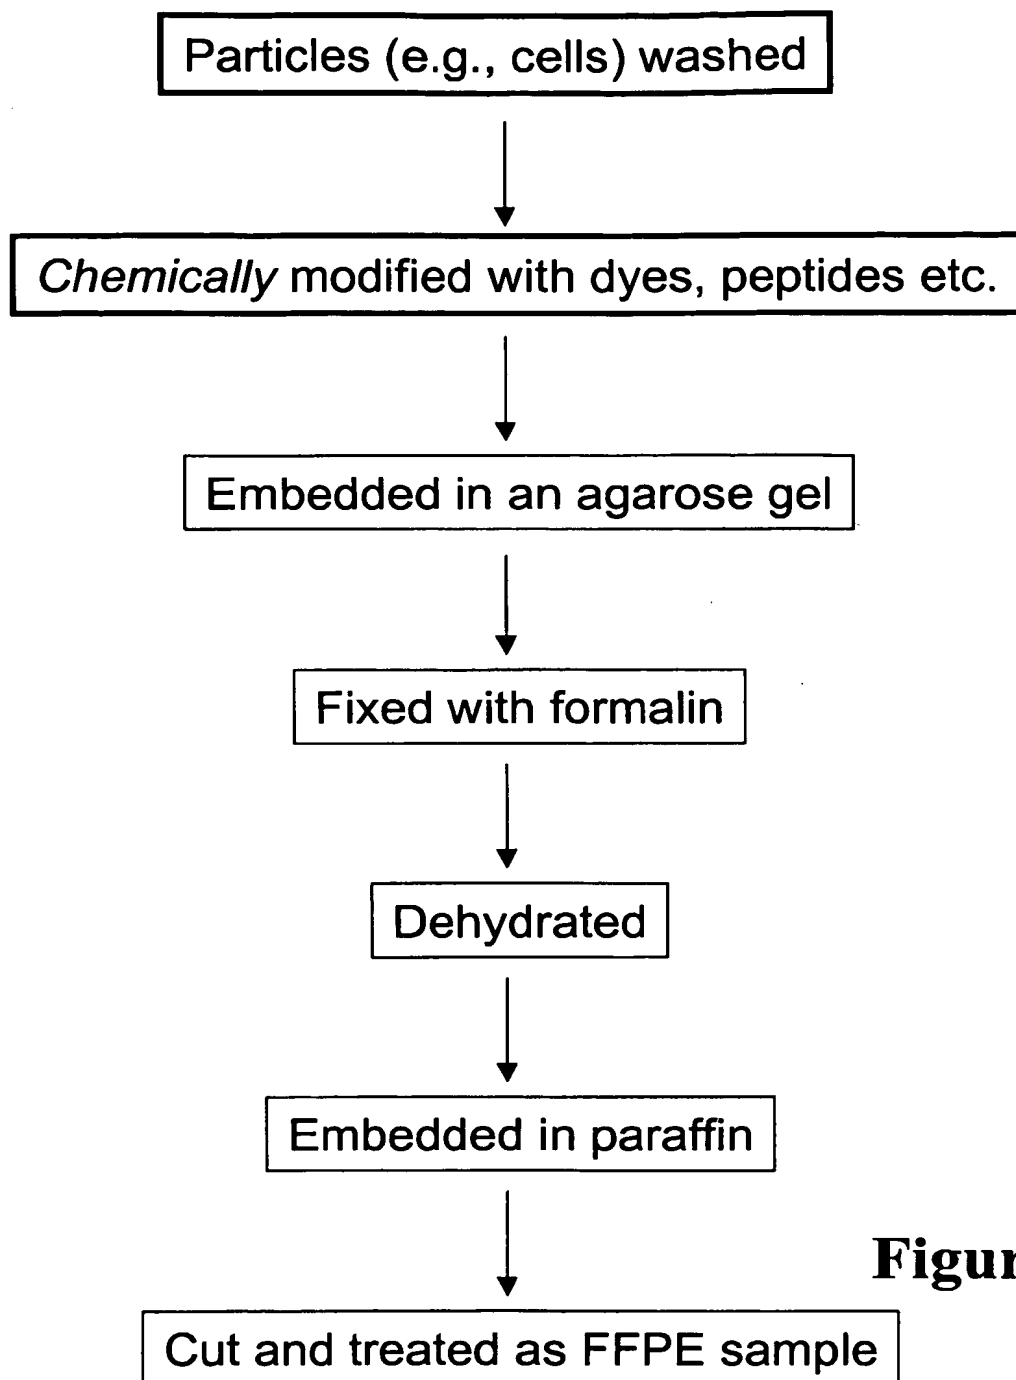 Particles (e.g., cells) washed
Chemically modified with dyes, peptides etc.
Embedded in an agarose gel
Fixed with formalin
Dehydrated
Embedded in paraffin
Cut and treated as FFPE sample